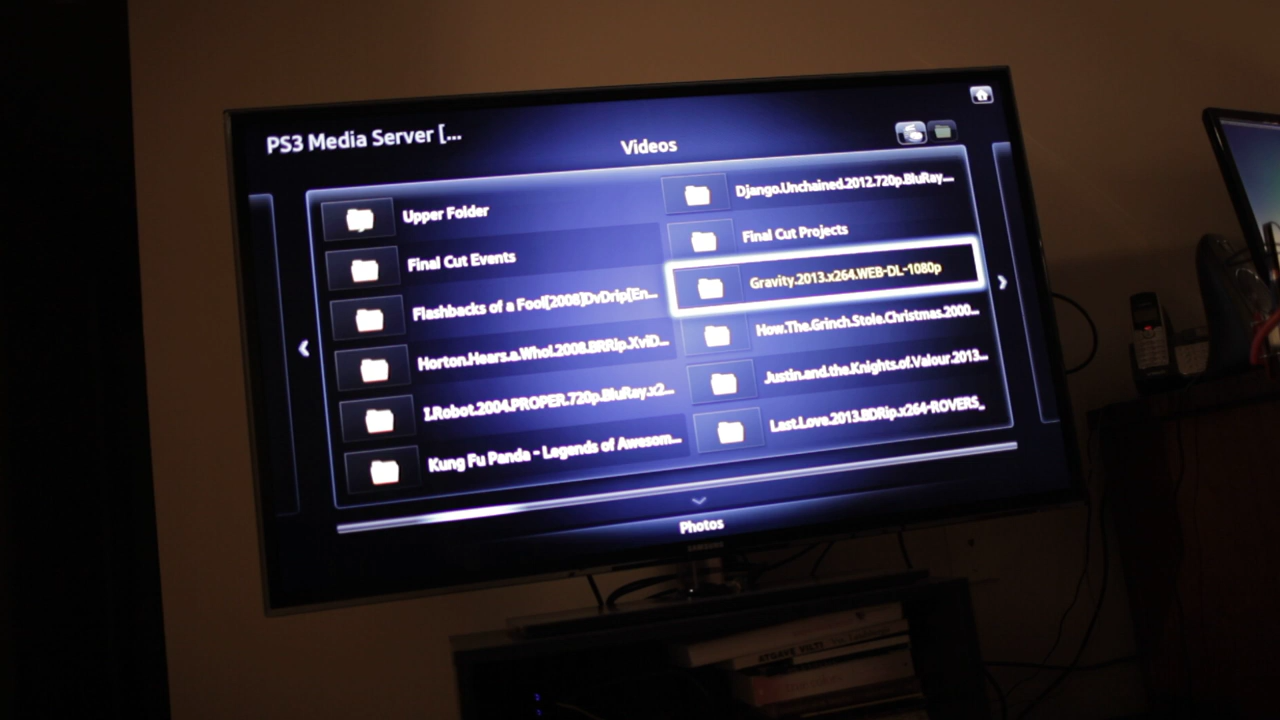 PS3 Media Server [...
Videos
Upper Folder
Final Cut Events
Flashbacks of a Fool[2008]DvDrip[En...
Horton.Hears.a.Who!.2008.BRRip.XviD...
I.Robot.2004.PROPER.720p.BluRay.x2...
Kung Fu Panda - Legends of Awesom...
Django.Unchained.2012.720p.BluRay....
Final Cut Projects
Gravity.2013.x264.WEB-DL-1080p
How.The.Grinch.Stole.Christmas.2000...
Justin.and.the.Knights.of.Valour.2013...
Last.Love.2013.BDRip.x264-ROVERS_
Photos
SAMSUNG